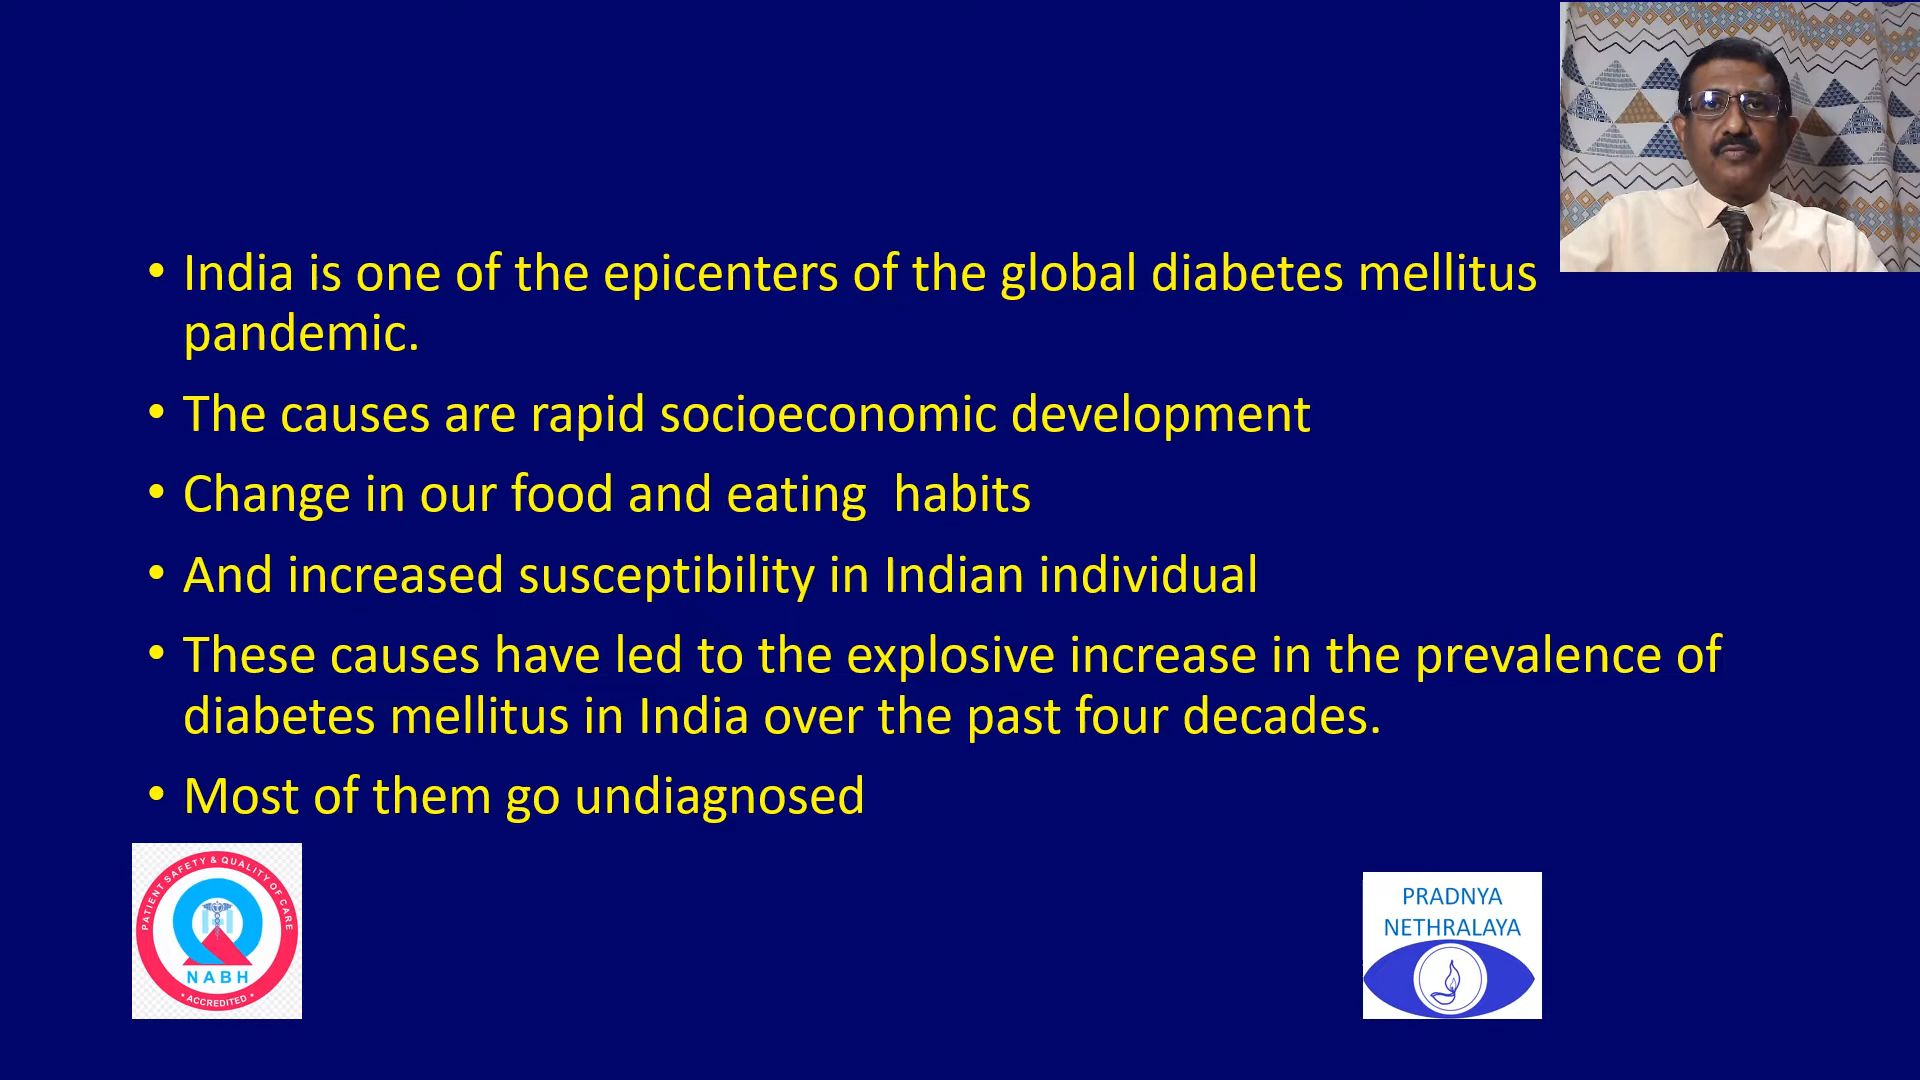 • India is one of the epicenters of the global diabetes mellitus
pandemic.
• The causes are rapid socioeconomic development
• Change in our food and eating  habits
• And increased susceptibility in Indian individual
• These causes have led to the explosive increase in the prevalence of
diabetes mellitus in India over the past four decades.
• Most of them go undiagnosed
PATIENT SAFETY & QUALITY OF CARE
NABH
• ACCREDITED •
PRADNYA
NETHRALAYA